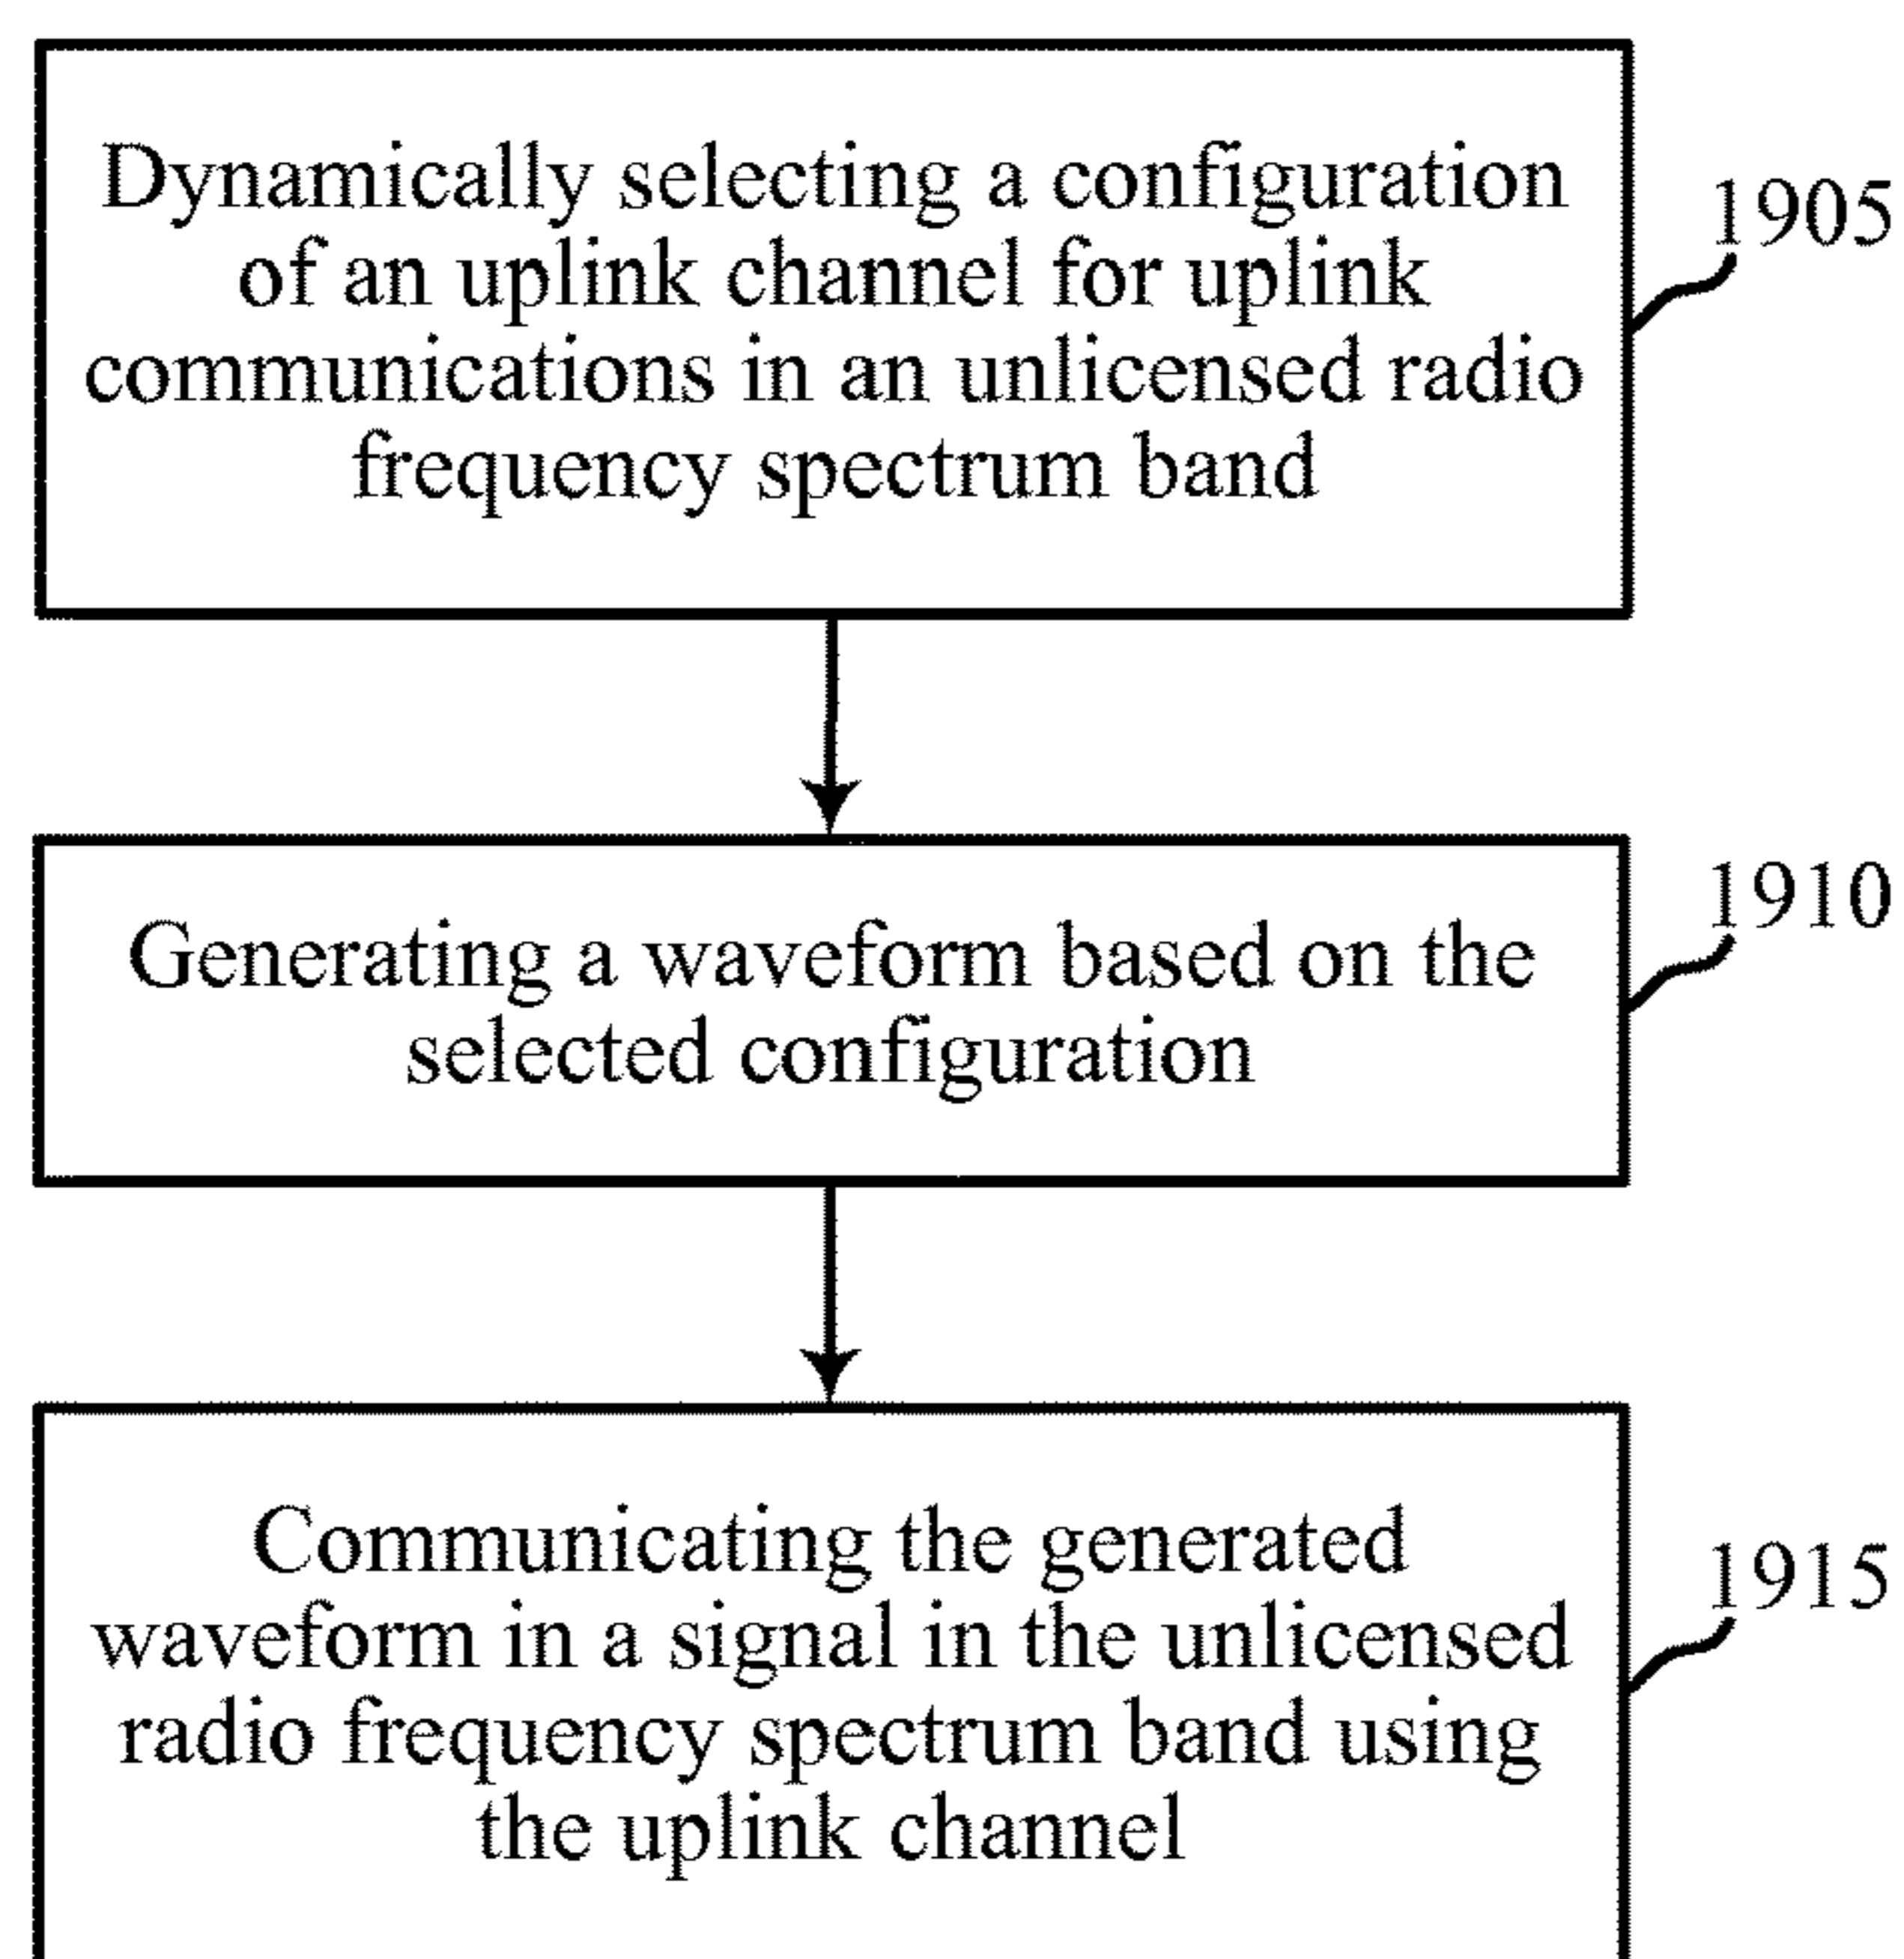 Dynamically selecting a configuration
of an uplink channel for uplink
communications in an unlicensed radio
frequency spectrum band
1905
Generating a waveform based on the
selected configuration
1910
Communicating the generated
waveform in a signal in the unlicensed
radio frequency spectrum band using
the uplink channel
1915